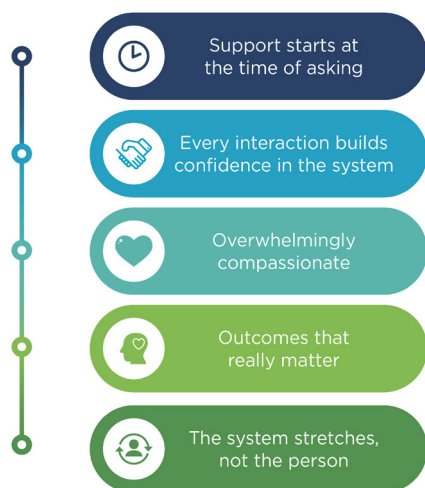 Support starts at
the time of asking
Every interaction builds
confidence in the system
Overwhelmingly
compassionate
Outcomes that
really matter
The system stretches,
not the person